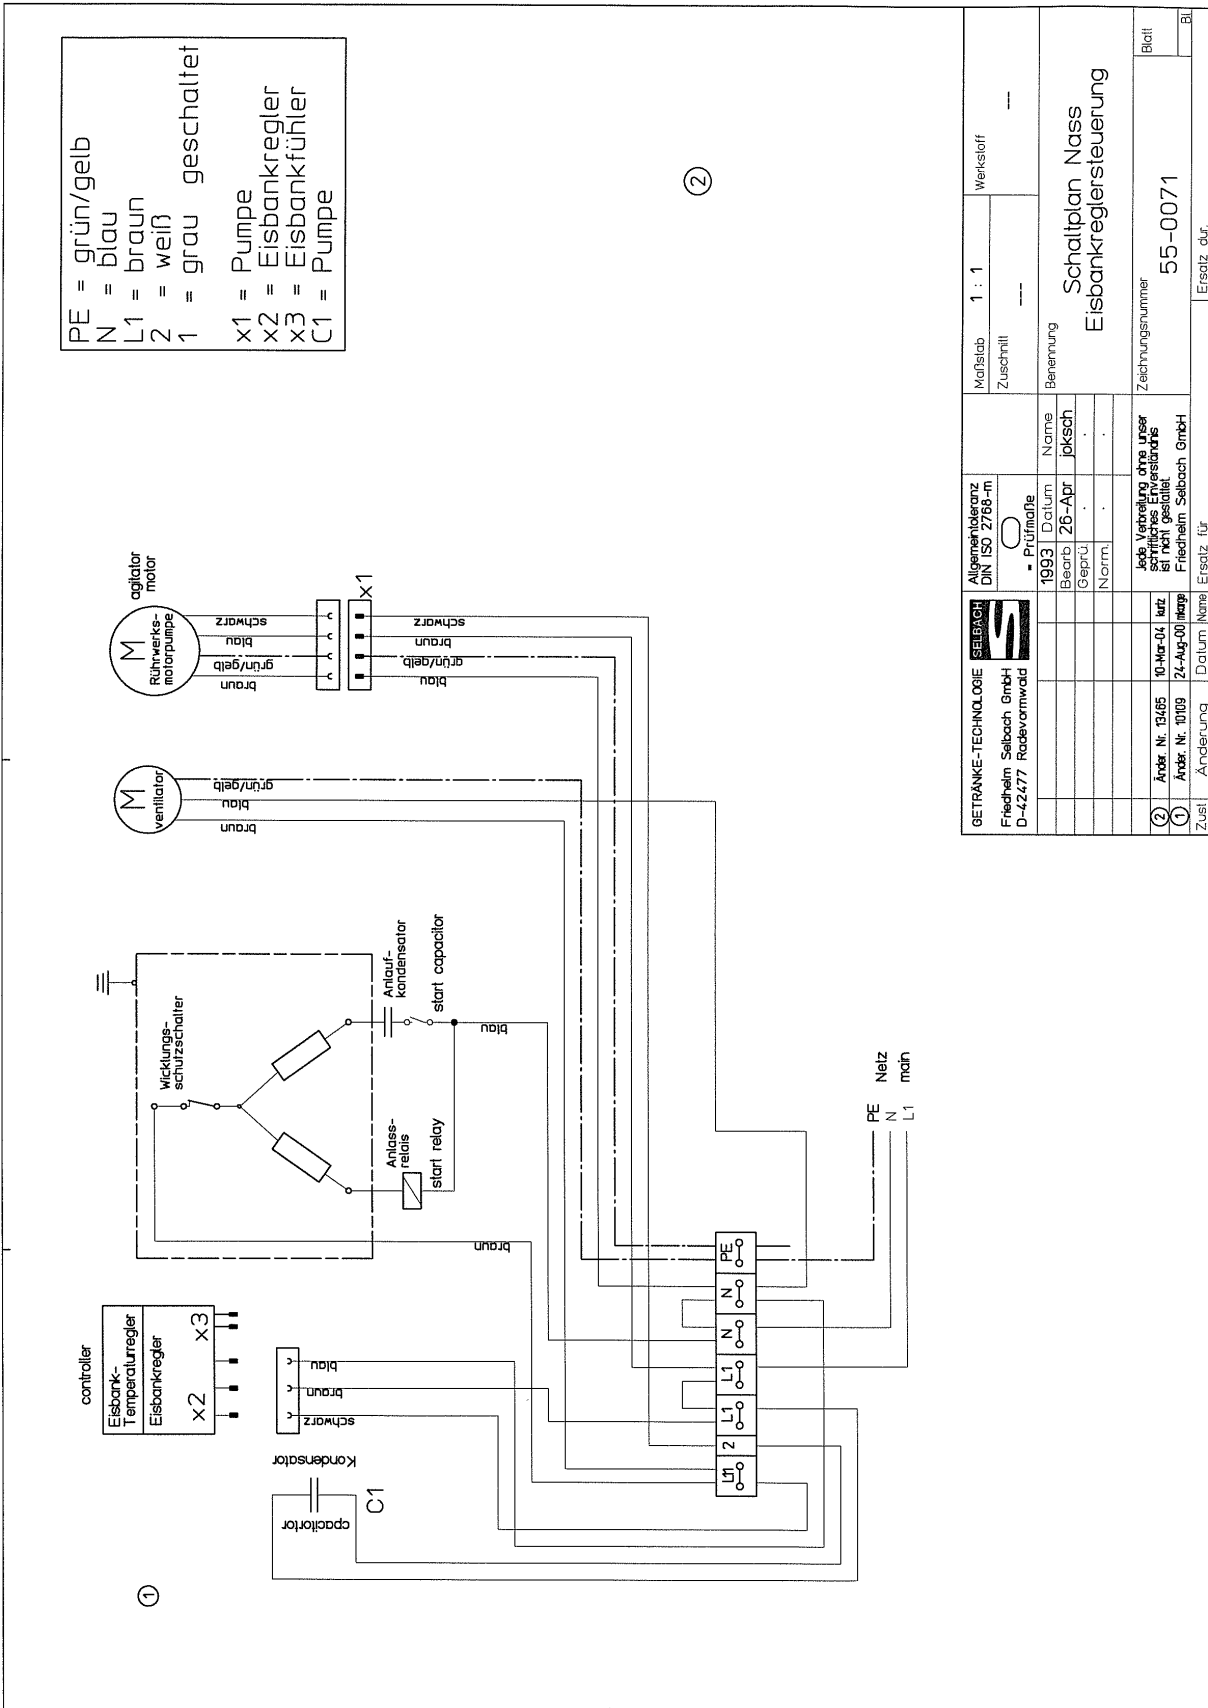 PE = grün/gelb
N = blau
L1 = braun
2 = weiß
1 = grau geschaltet
x1 = Pumpe
x2 = Eisbankregler
x3 = Eisbankfühler
C1 = Pumpe
1
2
controller
Eisbank-
Temperaturregler
Eisbankregler
x2
x3
Kondensator
cpacitortor
C1
schwarz
braun
blau
Wicklungs-
schutzschalter
Anlass-
relais
start relay
Anlauf-
kondensator
start capacitor
braun
blau
M
ventilator
braun
blau
grün/gelb
M
Rührwerks-
motorpumpe
agitator
motor
braun
grün/gelb
blau
schwarz
x1
blau
grün/gelb
braun
schwarz
2
L1
L1
N
N
PE
PE
N
L1
Netz
main
GETRÄNKE-TECHNOLOGIE
Friedhelm Selbach GmbH
D-42477 Radevormwald
SELBACH
Allgemeintoleranz
DIN ISO 2768-m
= Prüfmaße
Maßstab 1 : 1
Werkstoff
---
Zuschnitt
---
1993 Datum Name
Bearb 26-Apr joksch
Geprü. . .
Norm. . .
Benennung
Schaltplan Nass
Eisbankreglersteuerung
2 Änder. Nr. 13465 10-Mar-04 kurtz
1 Änder. Nr. 10109 24-Aug-00
Zust Änderung Datum Name
Jede Verbreitung ohne unser
schriftliches Einverständnis
ist nicht gestattet.
Friedhelm Selbach GmbH
Zeichnungsnummer
55-0071
Blatt
Bl
Ersatz für
Ersatz dur.